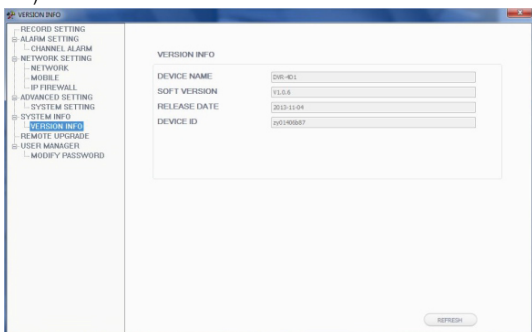 VERSION INFO
RECORD SETTING
ALARM SETTING
CHANNEL ALARM
NETWORK SETTING
NETWORK
MOBILE
IP FIREWALL
ADVANCED SETTING
SYSTEM SETTING
SYSTEM INFO
VERSION INFO
REMOTE UPGRADE
USER MANAGER
MODIFY PASSWORD
VERSION INFO
DEVICE NAME DVR-4D1
SOFT VERSION V1.0.6
RELEASE DATE 2013-11-04
DEVICE ID
REFRESH